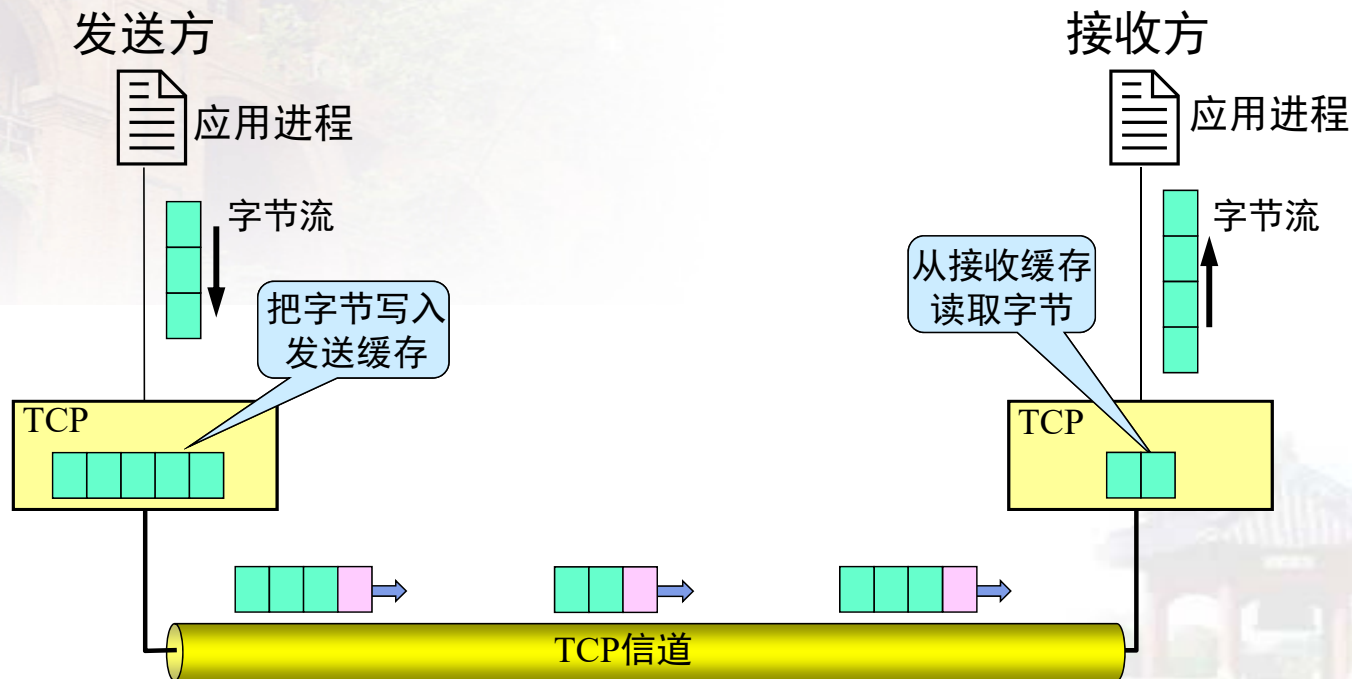 发送方
接收方
应用进程
应用进程
字节流
字节流
把字节写入
发送缓存
从接收缓存
读取字节
TCP
TCP
TCP信道